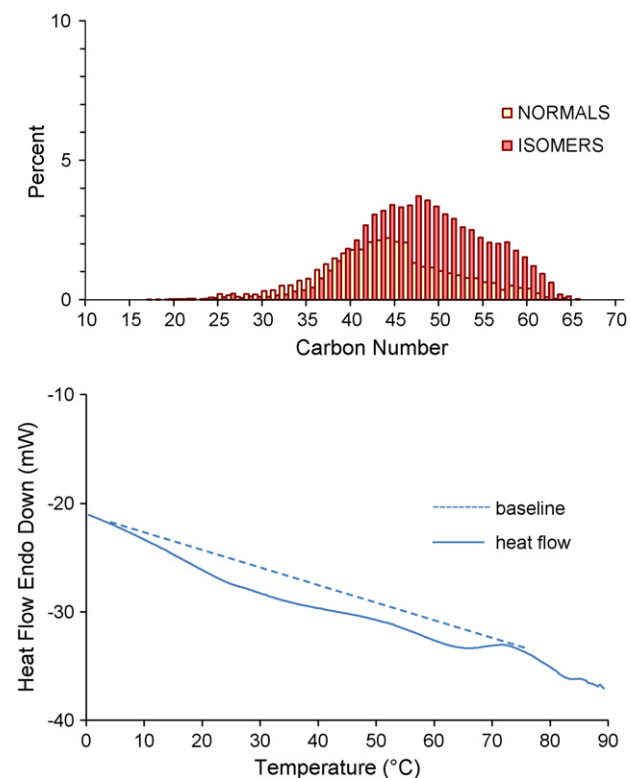 10
Percent
5
0
NORMALS
ISOMERS
10 15 20 25 30 35 40 45 50 55 60 65 70
Carbon Number
-10
Heat Flow Endo Down (mW)
-20
-30
-40
baseline
heat flow
0 10 20 30 40 50 60 70 80 90
Temperature (°C)